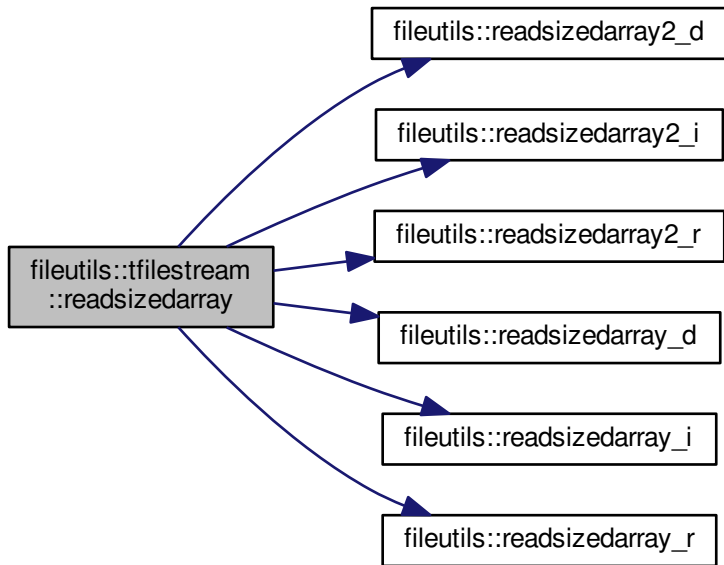 fileutils::readsizedarray2_d
fileutils::readsizedarray2_i
fileutils::readsizedarray2_r
fileutils::tfilestream
::readsizedarray
fileutils::readsizedarray_d
fileutils::readsizedarray_i
fileutils::readsizedarray_r